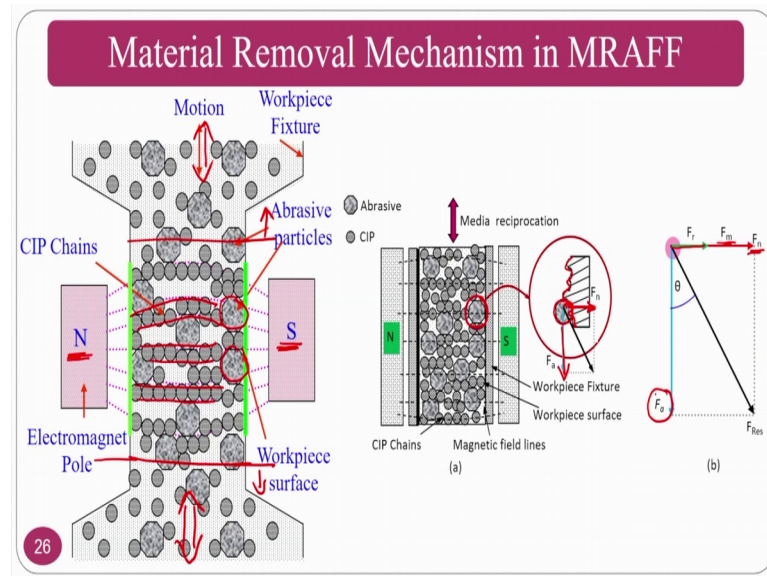 Material Removal Mechanism in MRAFF
Motion
Workpiece
Fixture
CIP Chains
Abrasive
particles
N
S
Electromagnet
Pole
Workpiece
surface
Abrasive
CIP
Media reciprocation
N
S
Fn
Fa
Workpiece Fixture
Workpiece surface
CIP Chains
Magnetic field lines
(a)
Fr
Fm
Fn
θ
Fa
FRes
(b)
26